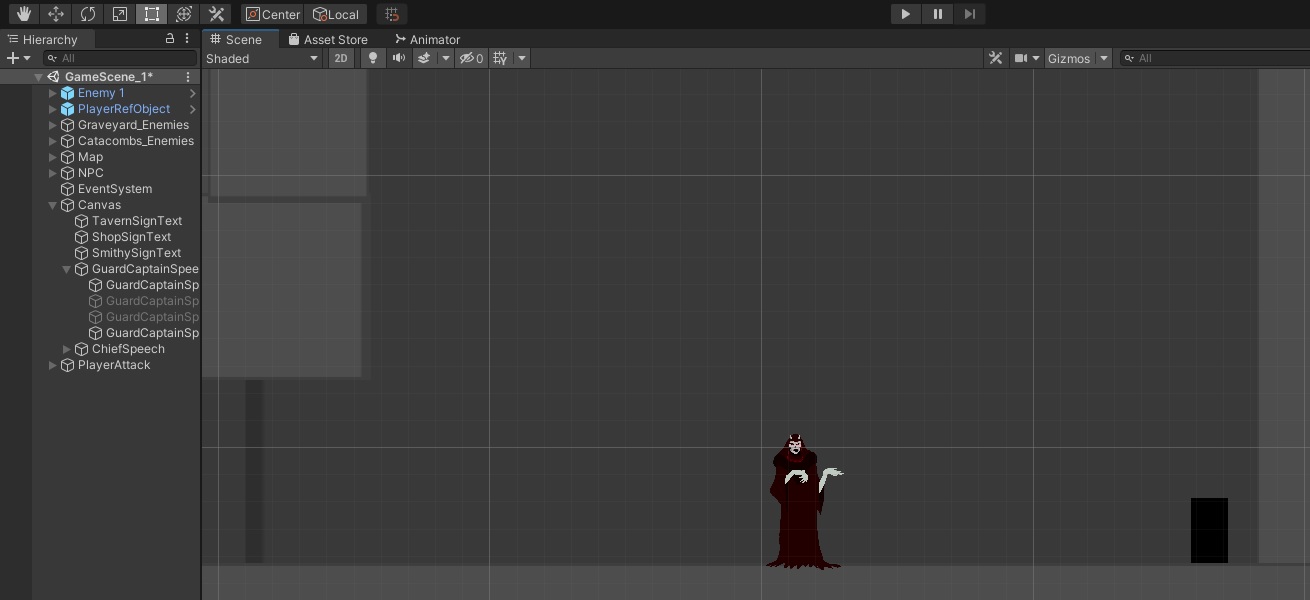 Center Local
Hierarchy Scene Asset Store Animator
All Shaded 2D 0 Gizmos All
GameScene_1*
Enemy 1
PlayerRefObject
Graveyard_Enemies
Catacombs_Enemies
Map
NPC
EventSystem
Canvas
TavernSignText
ShopSignText
SmithySignText
GuardCaptainSpee
GuardCaptainSp
GuardCaptainSp
GuardCaptainSp
GuardCaptainSp
ChiefSpeech
PlayerAttack